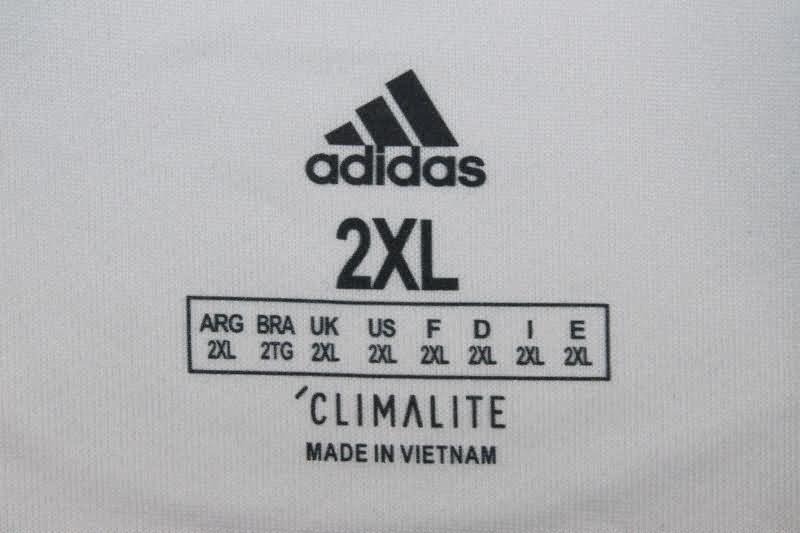 adidas
2XL
ARG BRA UK US F D I E
2XL 2TG 2XL 2XL 2XL 2XL 2XL 2XL
CLIMALITE
MADE IN VIETNAM